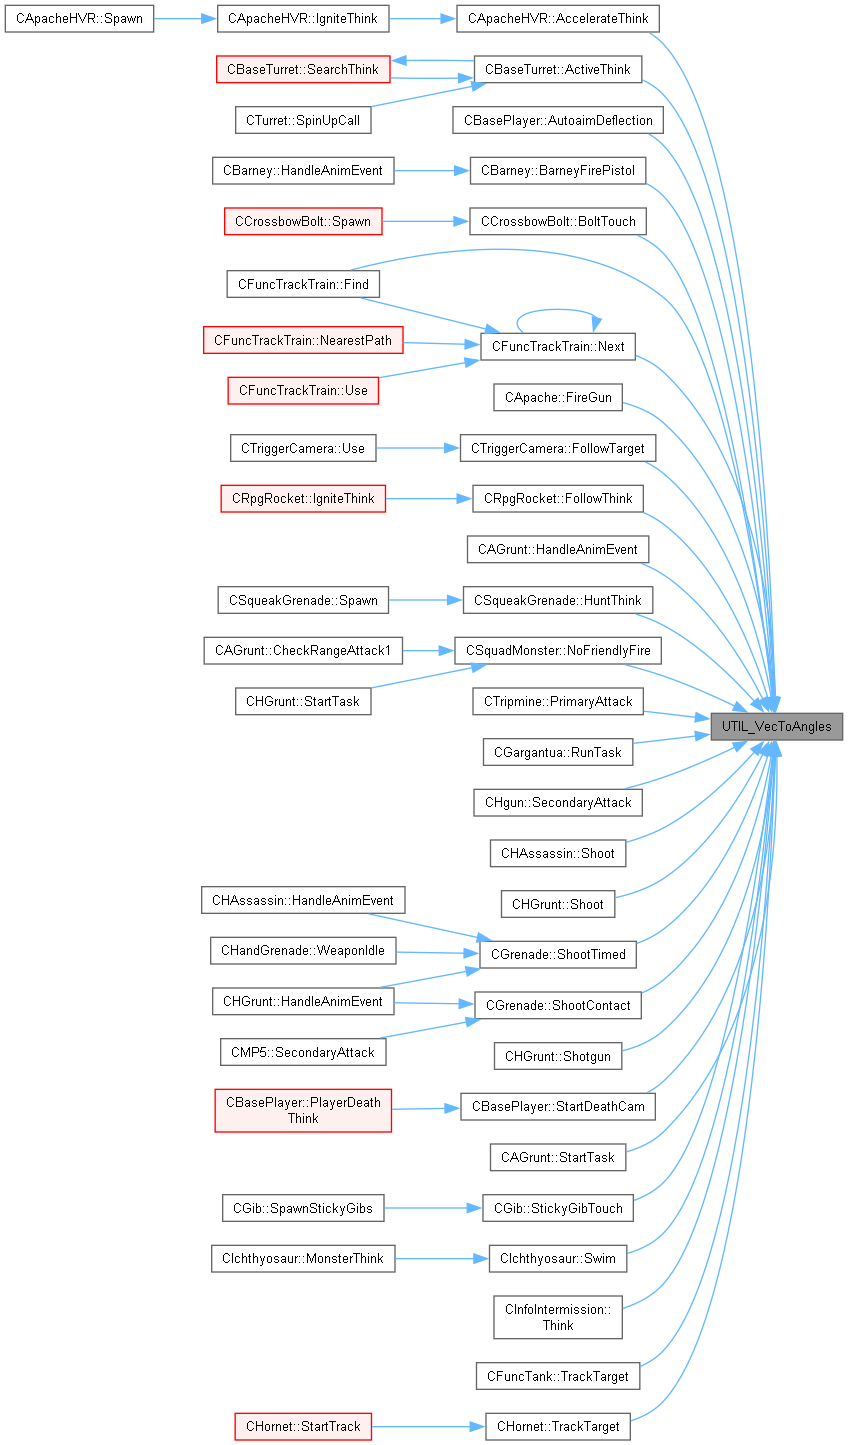 CApacheHVR::Spawn
CApacheHVR::IgniteThink
CApacheHVR::AccelerateThink
CBaseTurret::SearchThink
CBaseTurret::ActiveThink
CTurret::SpinUpCall
CBasePlayer::AutoaimDeflection
CBarney::HandleAnimEvent
CBarney::BarneyFirePistol
CCrossbowBolt::Spawn
CCrossbowBolt::BoltTouch
CFuncTrackTrain::Find
CFuncTrackTrain::NearestPath
CFuncTrackTrain::Next
CFuncTrackTrain::Use
CApache::FireGun
CTriggerCamera::Use
CTriggerCamera::FollowTarget
CRpgRocket::IgniteThink
CRpgRocket::FollowThink
CAGrunt::HandleAnimEvent
CSqueakGrenade::Spawn
CSqueakGrenade::HuntThink
CAGrunt::CheckRangeAttack1
CSquadMonster::NoFriendlyFire
CHGrunt::StartTask
CTripmine::PrimaryAttack
UTIL_VecToAngles
CGargantua::RunTask
CHgun::SecondaryAttack
CHAssassin::Shoot
CHAssassin::HandleAnimEvent
CHGrunt::Shoot
CHandGrenade::WeaponIdle
CGrenade::ShootTimed
CHGrunt::HandleAnimEvent
CGrenade::ShootContact
CMP5::SecondaryAttack
CHGrunt::Shotgun
CBasePlayer::PlayerDeath
Think
CBasePlayer::StartDeathCam
CAGrunt::StartTask
CGib::SpawnStickyGibs
CGib::StickyGibTouch
CIchthyosaur::MonsterThink
CIchthyosaur::Swim
CInfoIntermission::
Think
CFuncTank::TrackTarget
CHornet::StartTrack
CHornet::TrackTarget